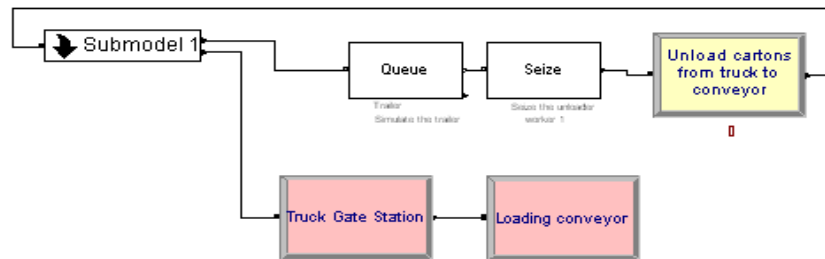 Submodel 1
Queue
Seize
Unload cartons
from truck to
conveyor
Trailer
Simulate the trailer
Seize the unloader
worker 1
0
Truck Gate Station
Loading conveyor